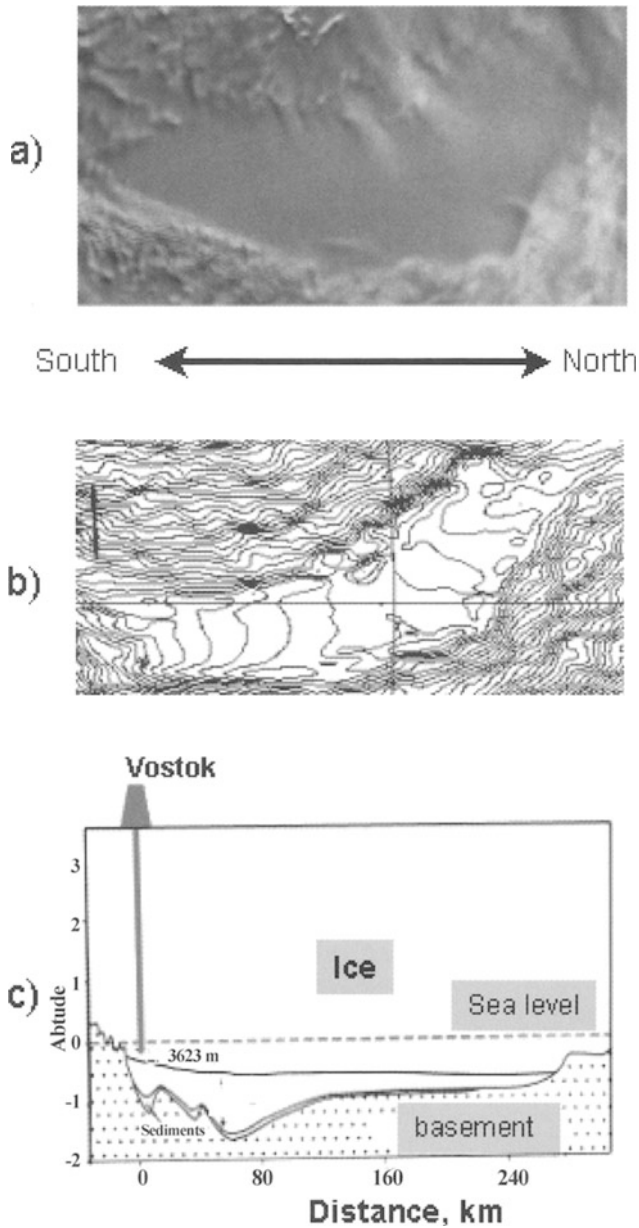 a)
South North
b)
Vostok
c)
Abtude
3
2
1
0
-1
-2
Ice
Sea level
3623 m
Sediments
basement
0 80 160 240
Distance, km